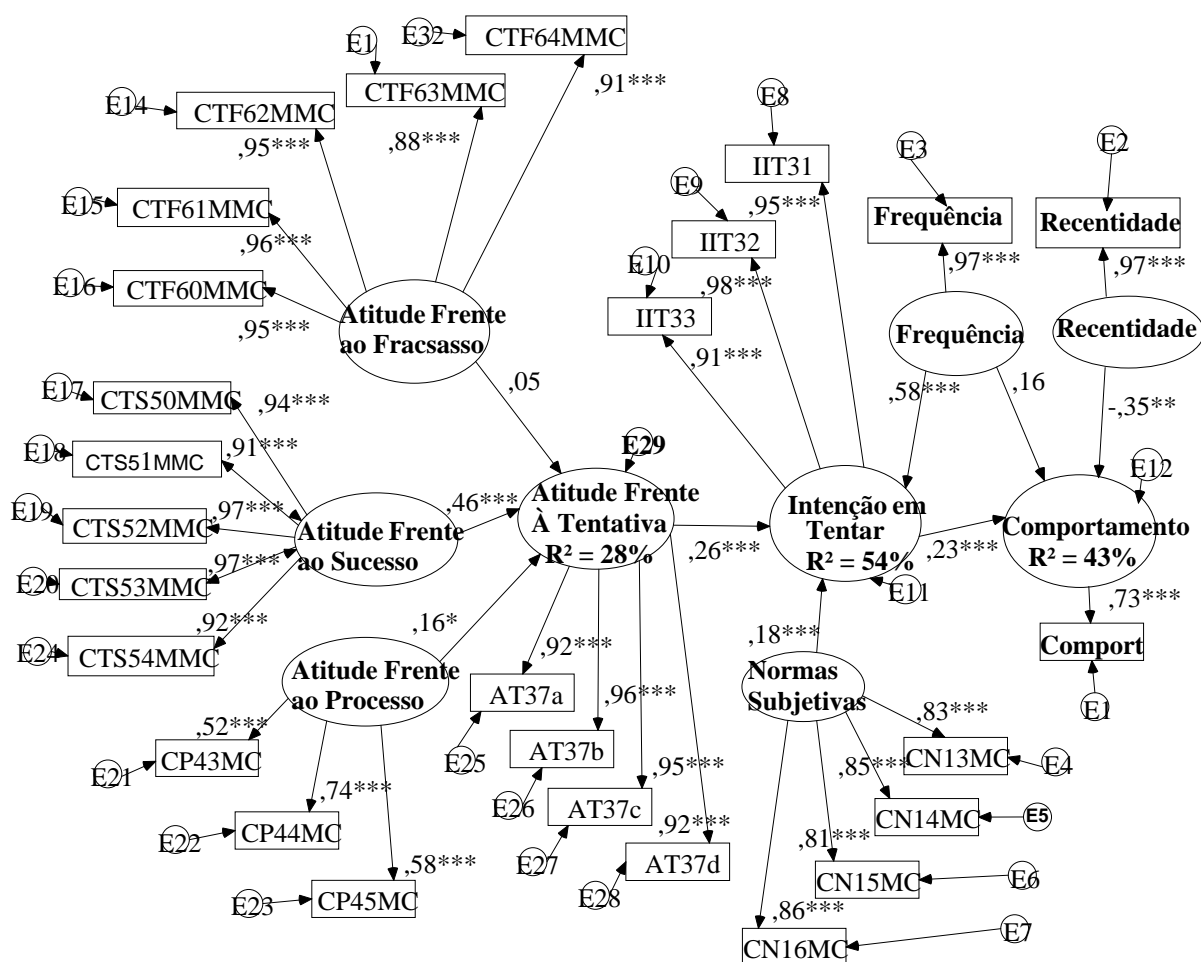 E32
CTF64MMC
E1
CTF63MMC
,91***
E14
CTF62MMC
,88***
,95***
E8
IIT31
,95***
E3
E2
E15
CTF61MMC
,96***
E9
IIT32
,98***
Frequência
Recentidade
,97***
,97***
E16
CTF60MMC
,95***
E10
IIT33
,91***
Atitude Frente
ao Fracsasso
Frequência
Recentidade
,05
,58***
,16
-,35**
E17
CTS50MMC
,94***
E18
CTS51MMC
,91***
E19
CTS52MMC
,97***
E20
CTS53MMC
,97***
E24
CTS54MMC
,92***
Atitude Frente
ao Sucesso
,46***
E29
Atitude Frente
À Tentativa
R² = 28%
,26***
Intenção em
Tentar
R² = 54%
E11
,23***
E12
Comportamento
R² = 43%
,73***
Comport
E1
,16*
Atitude Frente
ao Processo
,18***
Normas
Subjetivas
,52***
E21
CP43MC
,74***
E22
CP44MC
,58***
E23
CP45MC
,92***
AT37a
E25
,96***
AT37b
E26
,95***
AT37c
E27
,92***
AT37d
E28
,83***
CN13MC
E4
,85***
CN14MC
E5
,81***
CN15MC
E6
,86***
CN16MC
E7